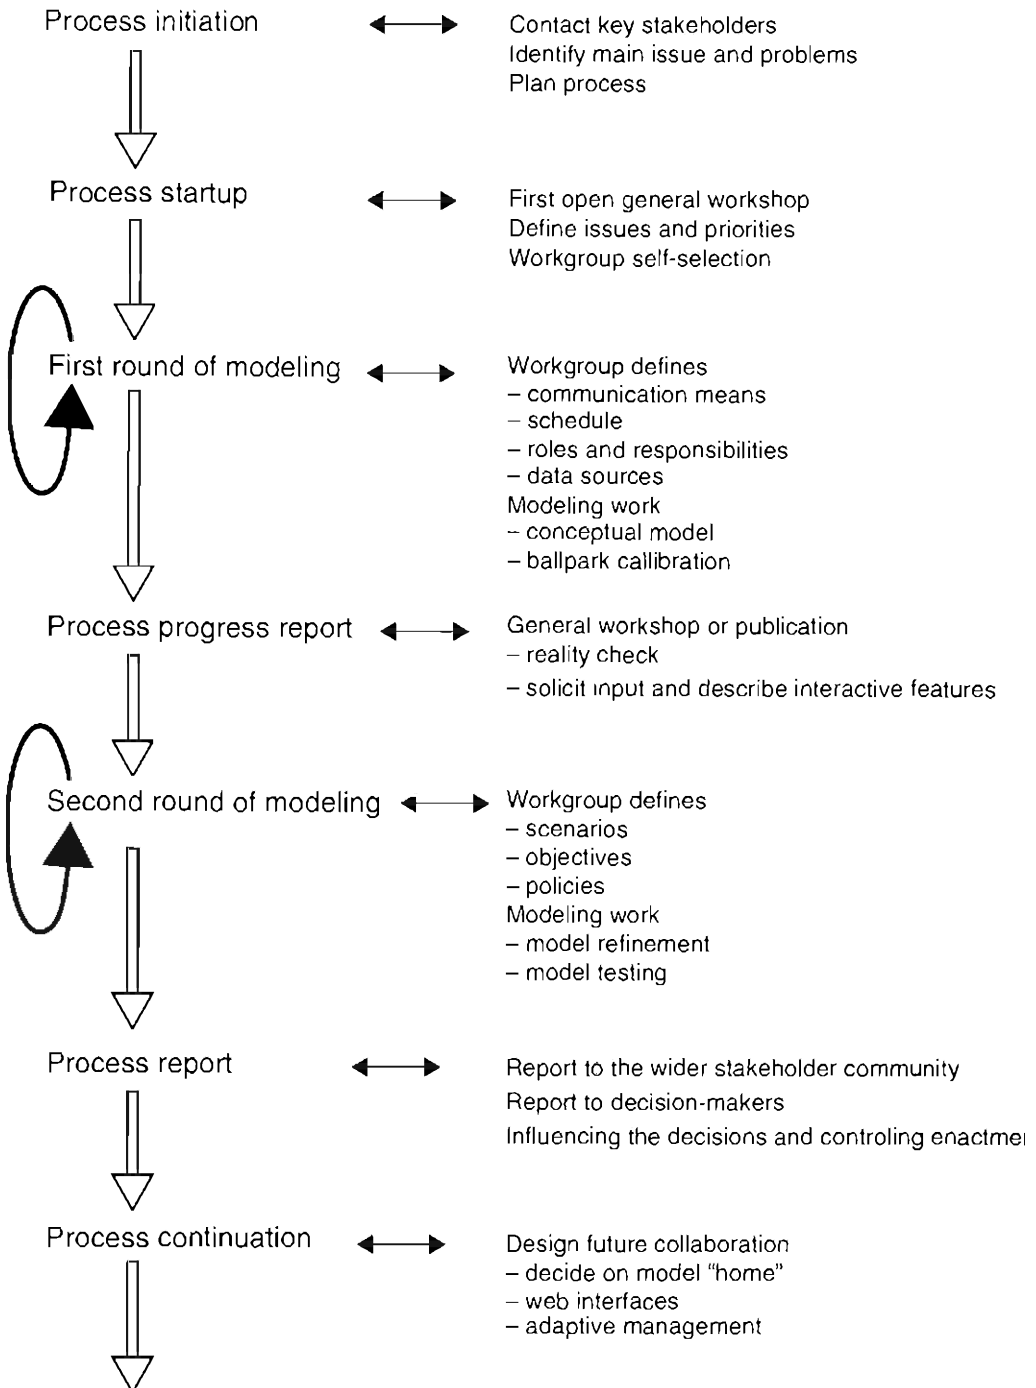 Process initiation
Contact key stakeholders
Identify main issue and problems
Plan process
Process startup
First open general workshop
Define issues and priorities
Workgroup self-selection
First round of modeling
Workgroup defines
– communication means
– schedule
– roles and responsibilities
– data sources
Modeling work
– conceptual model
– ballpark callibration
Process progress report
General workshop or publication
– reality check
– solicit input and describe interactive features
Second round of modeling
Workgroup defines
– scenarios
– objectives
– policies
Modeling work
– model refinement
– model testing
Process report
Report to the wider stakeholder community
Report to decision-makers
Influencing the decisions and controling enactme
Process continuation
Design future collaboration
– decide on model “home”
– web interfaces
– adaptive management